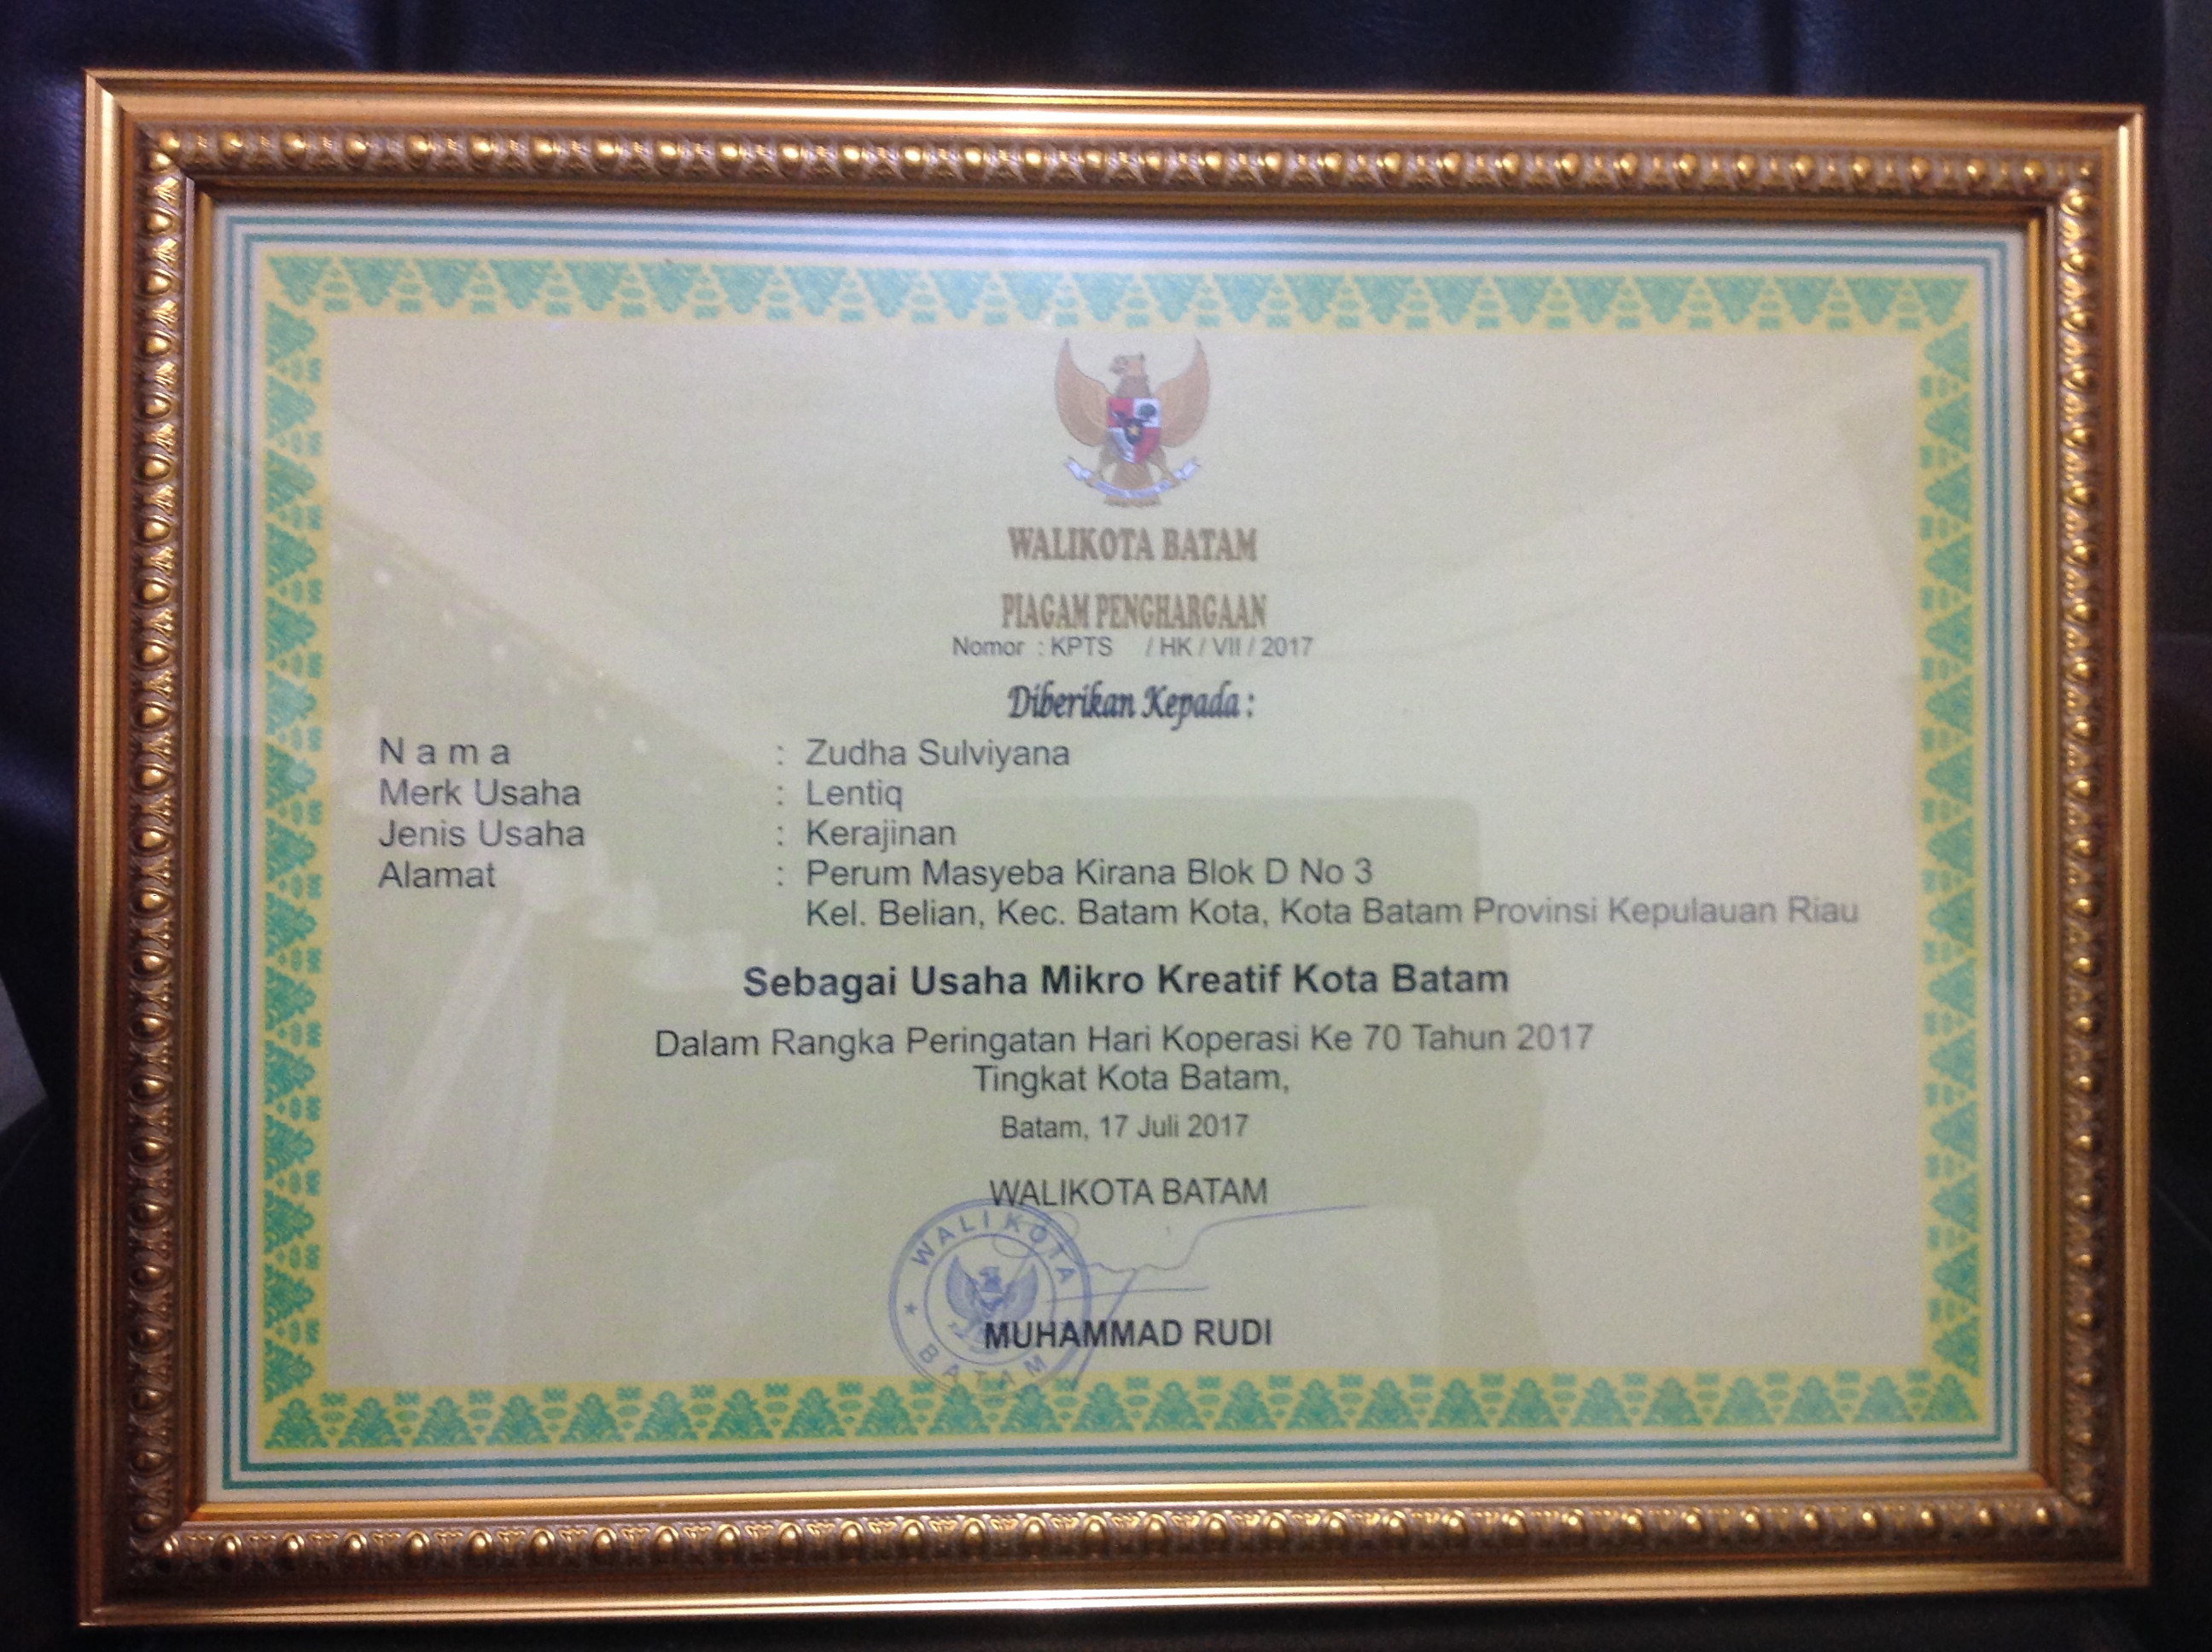 WALIKOTA BATAM
PIAGAM PENGHARGAAN
Nomor : KPTS / HK / VII / 2017
Diberikan Kepada :
N a m a : Zudha Sulviyana
Merk Usaha : Lentiq
Jenis Usaha : Kerajinan
Alamat : Perum Masyeba Kirana Blok D No 3
Kel. Belian, Kec. Batam Kota, Kota Batam Provinsi Kepulauan Riau
Sebagai Usaha Mikro Kreatif Kota Batam
Dalam Rangka Peringatan Hari Koperasi Ke 70 Tahun 2017
Tingkat Kota Batam,
Batam, 17 Juli 2017
WALIKOTA BATAM
WALIKOTA
BATAM
MUHAMMAD RUDI